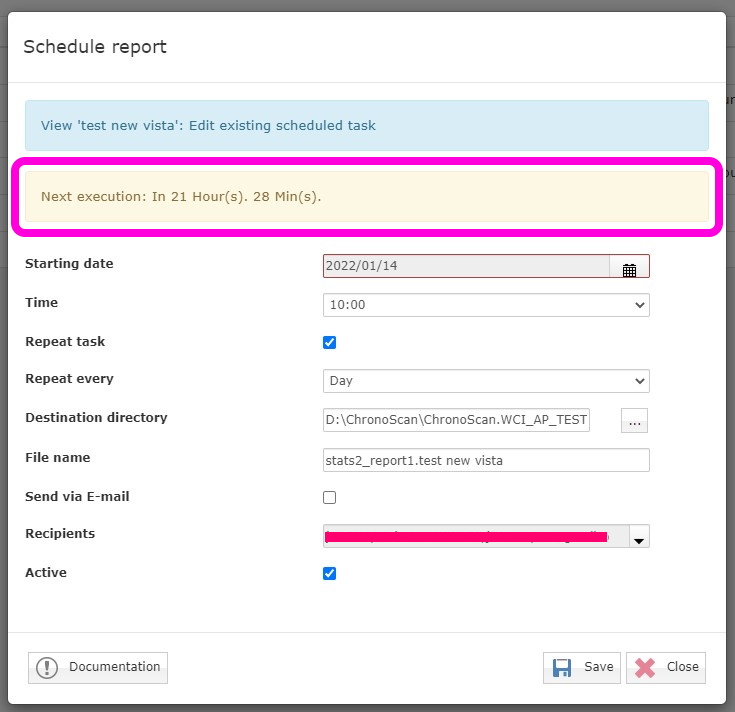 Schedule report
View 'test new vista': Edit existing scheduled task
Next execution: In 21 Hour(s). 28 Min(s).
Starting date 2022/01/14
Time 10:00
Repeat task
Repeat every Day
Destination directory D:\ChronoScan\ChronoScan.WCI_AP_TEST ...
File name stats2_report1.test new vista
Send via E-mail
Recipients
Active
Documentation Save Close